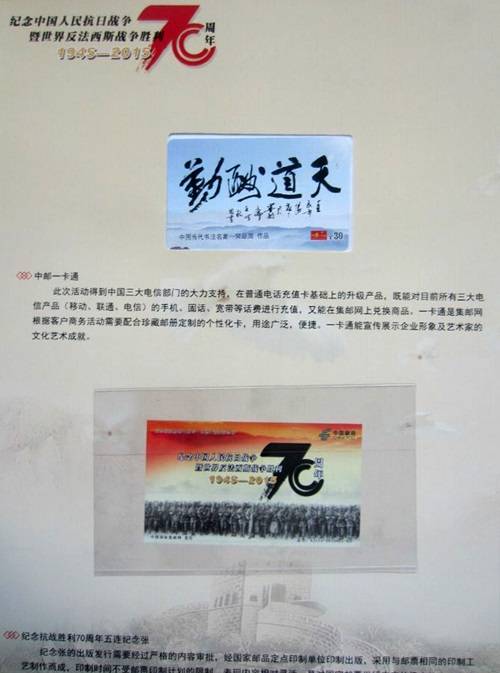 纪念中国人民抗日战争
暨世界反法西斯战争胜利
1945—2015
70周年
天道酬勤
中国当代书法名家
作品
¥30
中邮一卡通
此次活动得到中国三大电信部门的大力支持，在普通电话充值卡基础上的升级产品，既能对目前所有三大电
信产品（移动、联通、电信）的手机、固话、宽带等话费进行充值，又能在集邮网上兑换商品。一卡通是集邮网
根据客户商务活动需要配合珍藏邮册定制的个性化卡，用途广泛，便捷。一卡通能宣传展示企业形象及艺术家的
文化艺术成就。
中国邮政
纪念中国人民抗日战争
暨世界反法西斯战争胜利
1945—2015
70周年
纪念抗战胜利70周年五连纪念张
纪念张的出版发行需要经过严格的内容审批，经国家邮品定点印制单位印制出版，采用与邮票相同的印制工
艺制作而成，印制时间不受邮票印制计划的限制